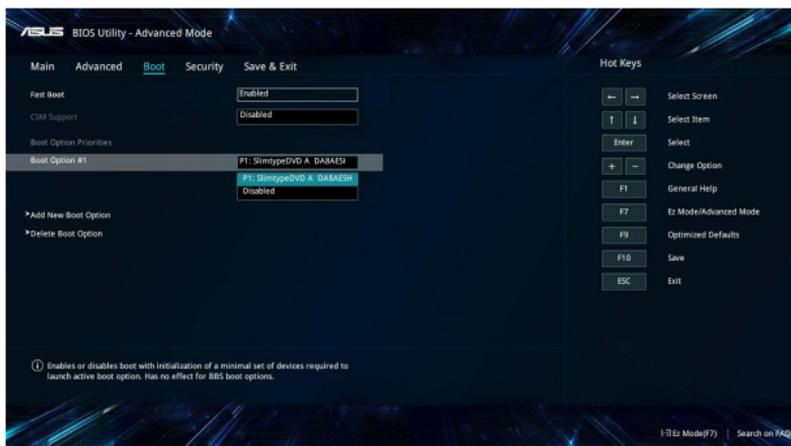 ASUS BIOS Utility - Advanced Mode
Main Advanced Boot Security Save & Exit
Hot Keys
Fast Boot Enabled
CSM Support Disabled
Boot Option Priorities
Boot Option #1 P1: SlimtypeDVD A DA8AESI
P1: SlimtypeDVD A DA8AESH
Disabled
Add New Boot Option
Delete Boot Option
← → Select Screen
↑ ↓ Select Item
Enter Select
+ - Change Option
F1 General Help
F7 Ez Mode/Advanced Mode
F9 Optimized Defaults
F10 Save
ESC Exit
Enables or disables boot with initialization of a minimal set of devices required to
launch active boot option. Has no effect for BBS boot options.
Ez Mode(F7) | Search on FAQ